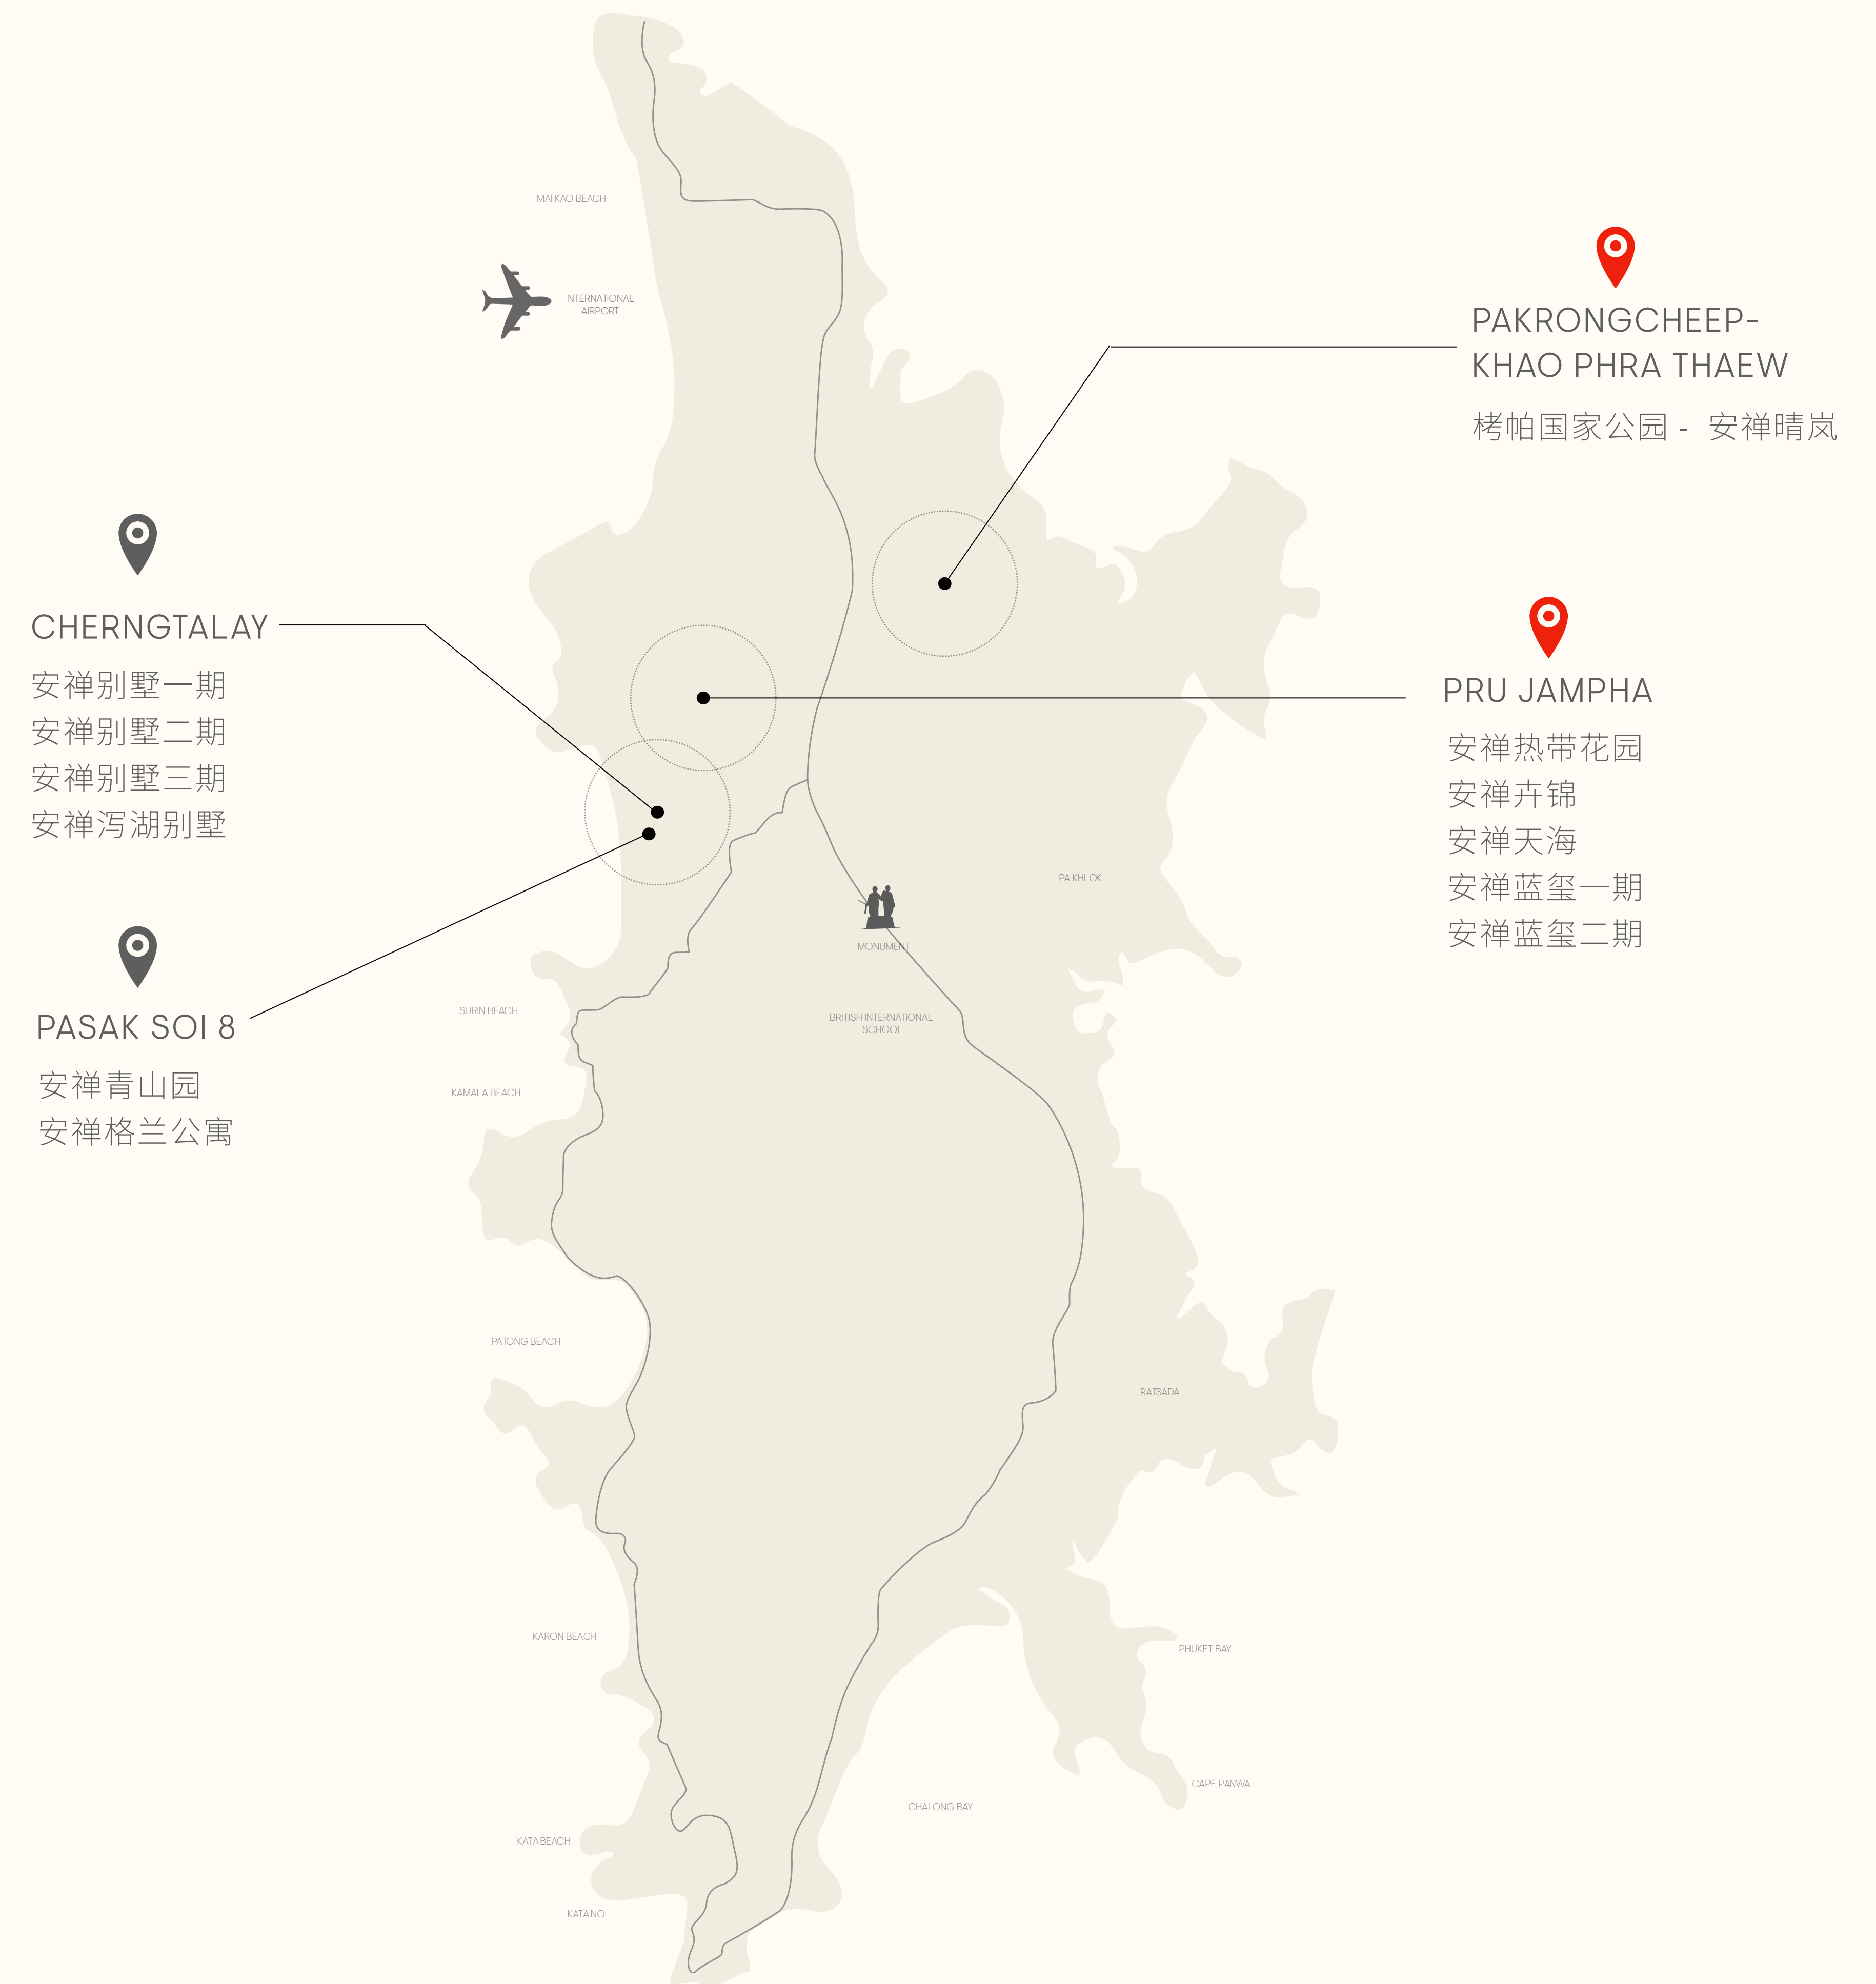 MAI KAO BEACH
INTERNATIONAL
AIRPORT
PAKRONGCHEEP-
KHAO PHRA THAEW
栲帕国家公园 - 安禅晴岚
CHERNGTALAY
安禅别墅一期
安禅别墅二期
安禅别墅三期
安禅泻湖别墅
PRU JAMPHA
安禅热带花园
安禅卉锦
安禅天海
安禅蓝玺一期
安禅蓝玺二期
PASAK SOI 8
安禅青山园
安禅格兰公寓
PA KHLOK
MONUMENT
SURIN BEACH
BRITISH INTERNATIONAL
SCHOOL
KAMALA BEACH
PATONG BEACH
RATSADA
KARON BEACH
PHUKET BAY
CAPE PANWA
CHALONG BAY
KATA BEACH
KATA NOI